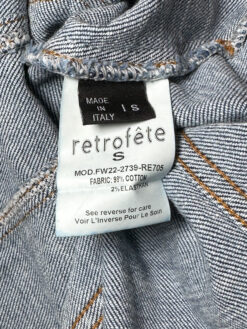 MADE
IN
ITALY
I S
retrofête
S
MOD.FW22-2739-RE705
FABRIC: 98% COTTON
2% ELASTAN
See reverse for care
Voir L'Inverse Pour Le Soin